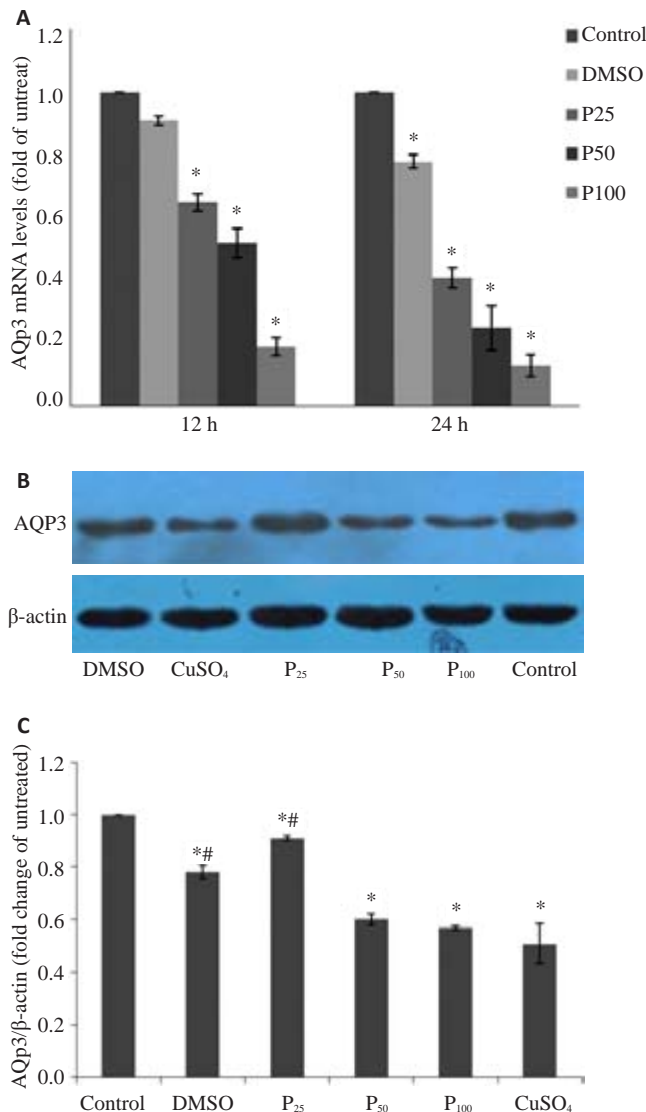 A
AQp3 mRNA levels (fold of untreat)
1.2
1.0
0.8
0.6
0.4
0.2
0.0
* * *
* * * *
12 h 24 h
Control
DMSO
P25
P50
P100
B
AQP3
β-actin
DMSO CuSO₄ P₂₅ P₅₀ P₁₀₀ Control
C
AQp3/β-actin (fold change of untreated)
1.2
1.0
0.8
0.6
0.4
0.2
0.0
*# *# * * *
Control DMSO P₂₅ P₅₀ P₁₀₀ CuSO₄